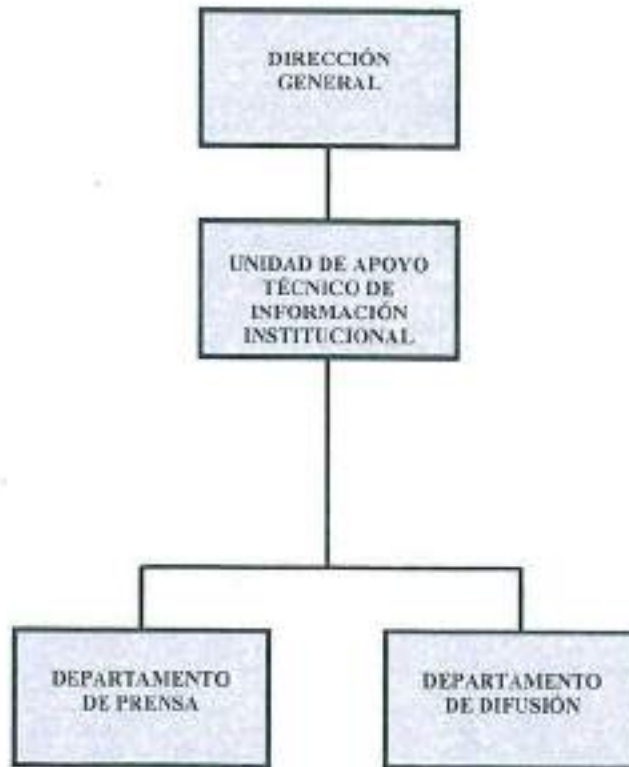 DIRECCIÓN
GENERAL
UNIDAD DE APOYO
TÉCNICO DE
INFORMACIÓN
INSTITUCIONAL
DEPARTAMENTO
DE PRENSA
DEPARTAMENTO
DE DIFUSIÓN